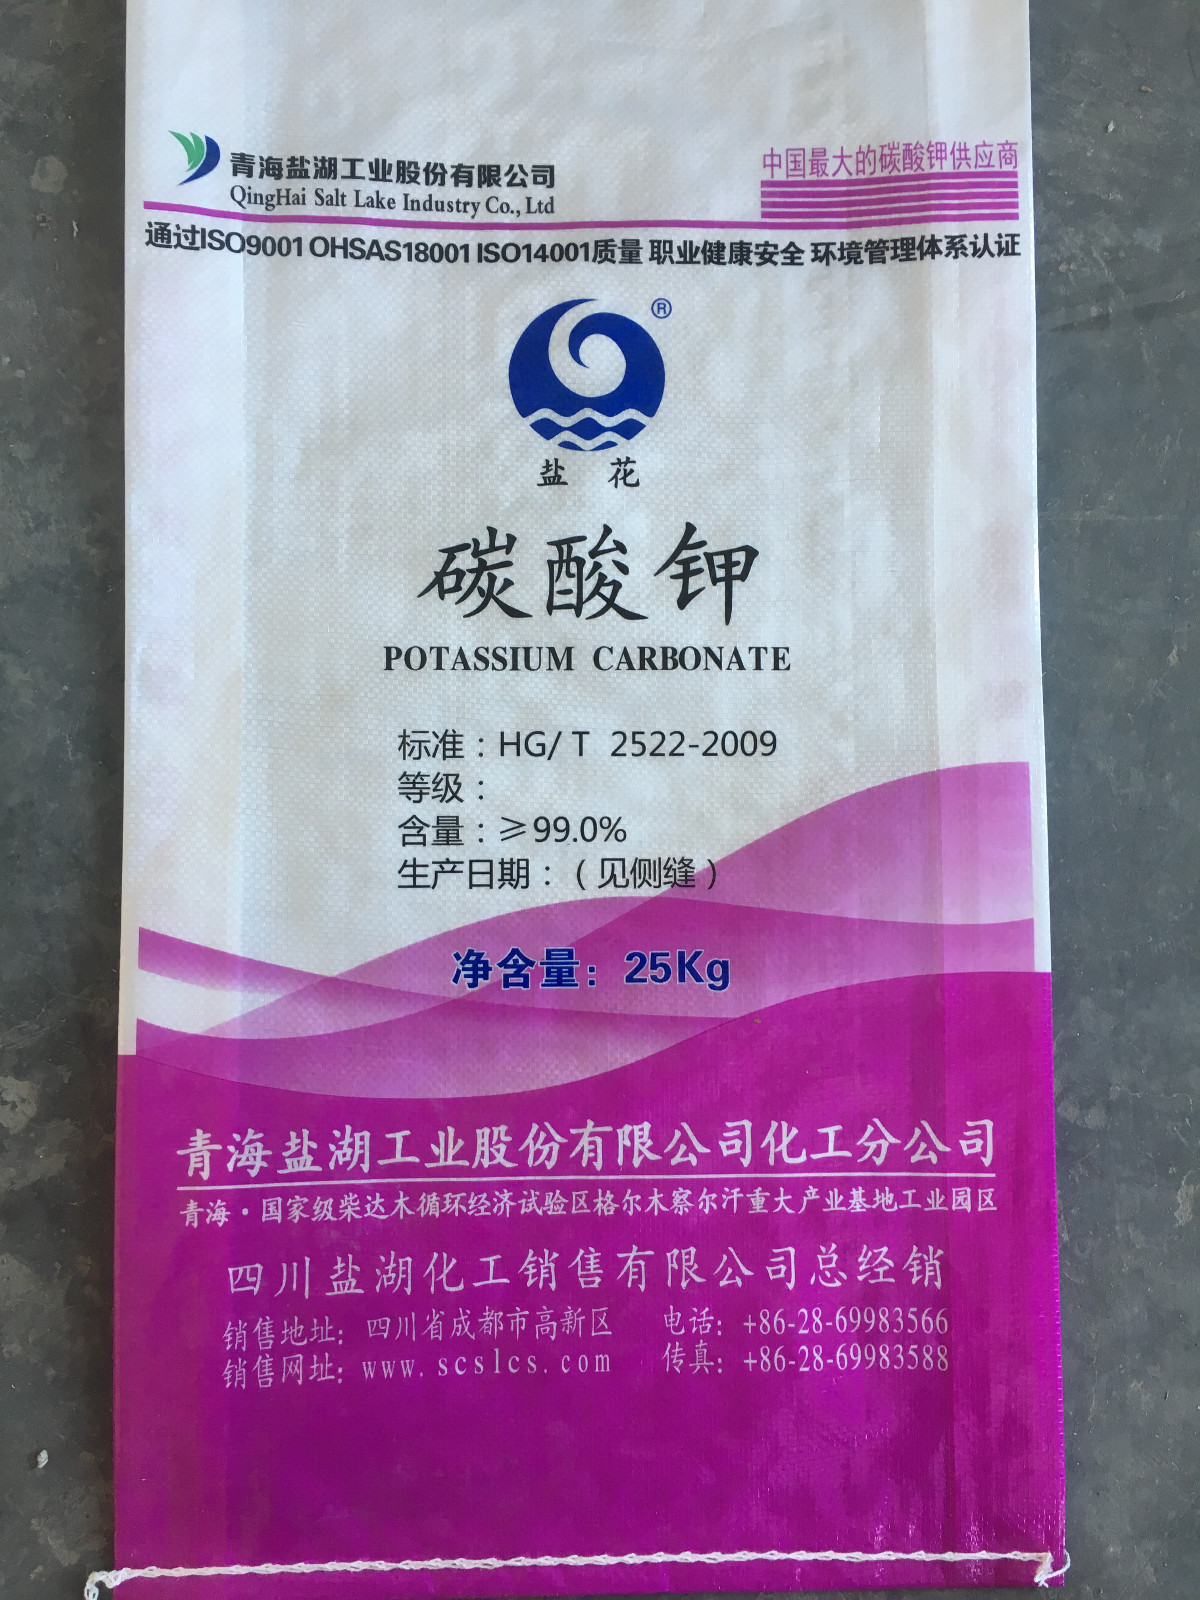 青海盐湖工业股份有限公司
QingHai Salt Lake Industry Co., Ltd
中国最大的碳酸钾供应商
通过ISO9001 OHSAS18001 ISO14001质量 职业健康安全 环境管理体系认证
®
盐 花
碳酸钾
POTASSIUM CARBONATE
标准：HG/ T 2522-2009
等级：
含量：≥99.0%
生产日期：（见侧缝）
净含量：25Kg
青海盐湖工业股份有限公司化工分公司
青海·国家级柴达木循环经济试验区格尔木察尔汗重大产业基地工业园区
四川盐湖化工销售有限公司总经销
销售地址：四川省成都市高新区 电话：+86-28-69983566
销售网址：www.scslcs.com 传真：+86-28-69983588